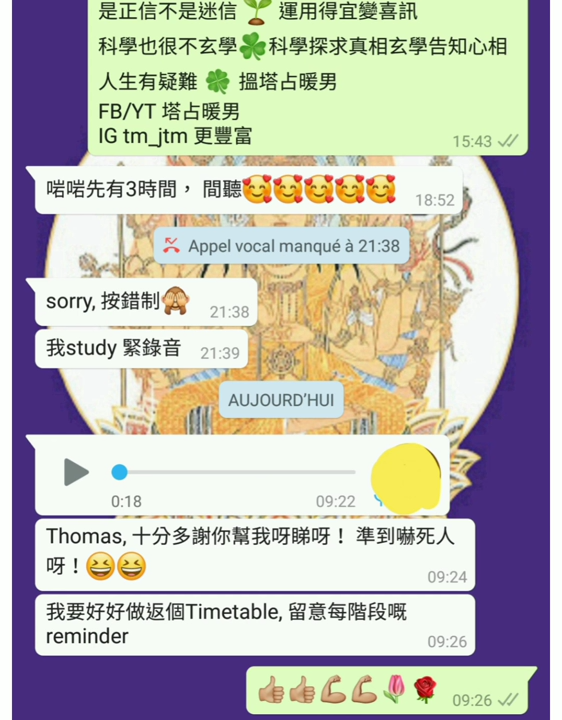 是正信不是迷信🌱運用得宜變喜訊
科學也很不玄學🍀科學探求真相玄學告知心相
人生有疑難 🍀 搵塔占暖男
FB/YT 塔占暖男
IG tm_jtm 更豐富
15:43
啱啱先有3時間， 間聽🥰🥰🥰🥰🥰
18:52
Appel vocal manqué à 21:38
sorry, 按錯制🙈
21:38
我study 緊錄音
21:39
AUJOURD’HUI
0:18
09:22
Thomas, 十分多謝你幫我呀睇呀！ 準到嚇死人
呀！😆😆
09:24
我要好好做返個Timetable, 留意每階段嘅
reminder
09:26
👍🏼👍🏼💪🏼💪🏼🌷🌹
09:26